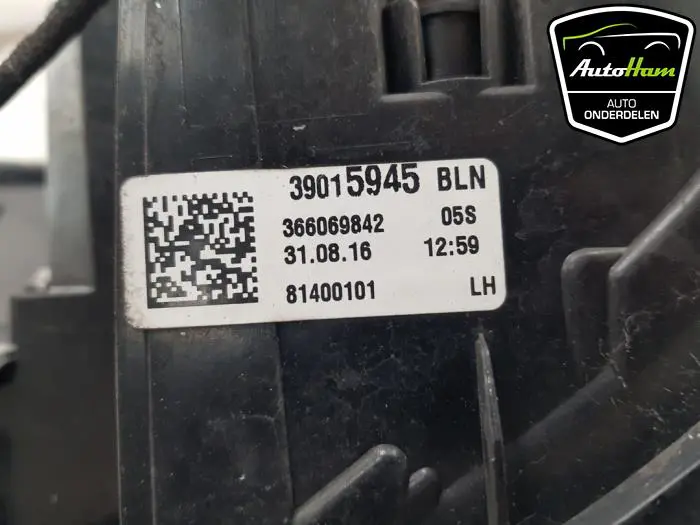 AutoHam
AUTO
ONDERDELEN
39015945 BLN
366069842 05S
31.08.16 12:59
81400101 LH